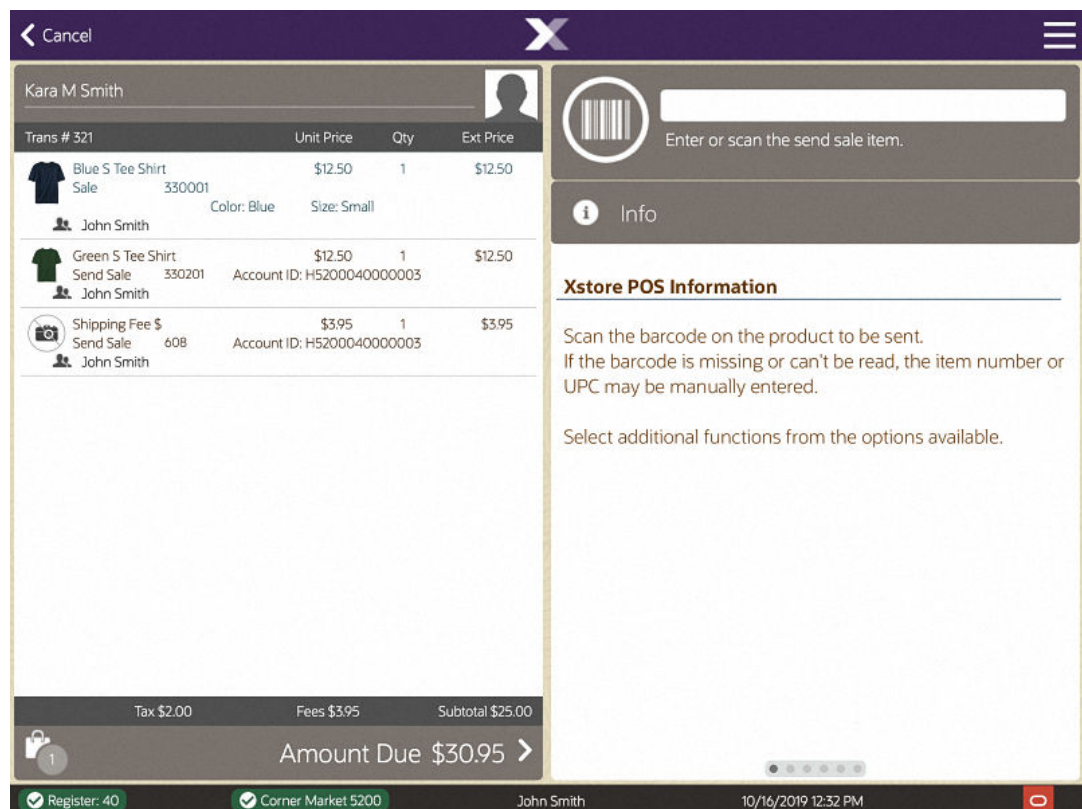 Cancel
Kara M Smith
Trans # 321 Unit Price Qty Ext Price
Blue S Tee Shirt $12.50 1 $12.50
Sale 330001
Color: Blue Size: Small
John Smith
Green S Tee Shirt $12.50 1 $12.50
Send Sale 330201 Account ID: H5200040000003
John Smith
Shipping Fee $ $3.95 1 $3.95
Send Sale 608 Account ID: H5200040000003
John Smith
Tax $2.00 Fees $3.95 Subtotal $25.00
1
Amount Due $30.95
Enter or scan the send sale item.
Info
Xstore POS Information
Scan the barcode on the product to be sent.
If the barcode is missing or can't be read, the item number or
UPC may be manually entered.
Select additional functions from the options available.
Register: 40 Corner Market 5200 John Smith 10/16/2019 12:32 PM